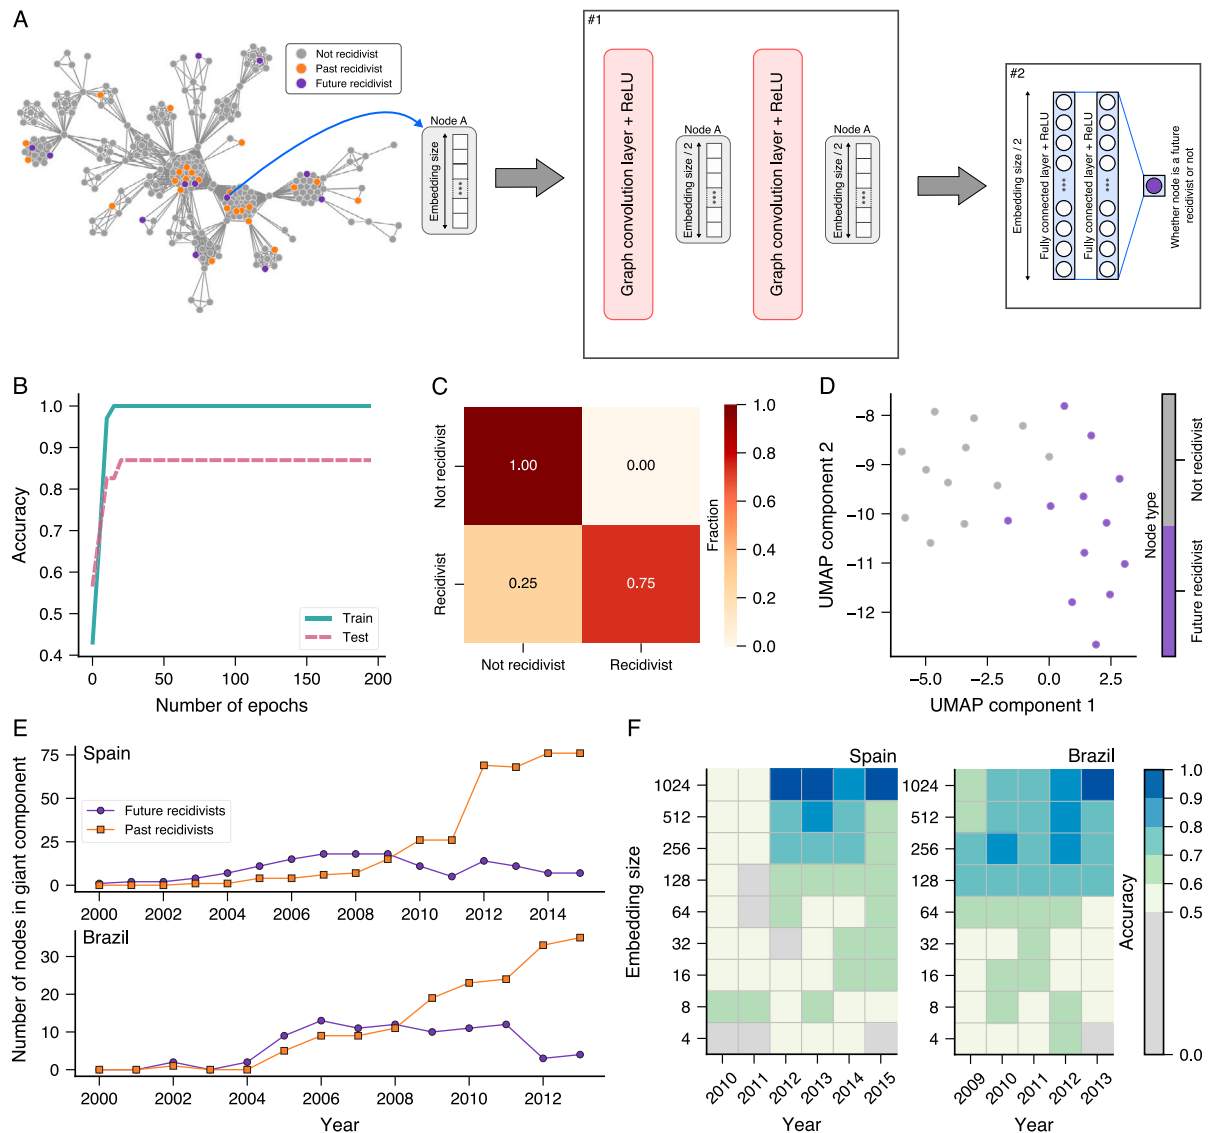 A
Not recidivist
Past recidivist
Future recidivist
Node A
Embedding size
#1
Graph convolution layer + ReLU
Node A
Embedding size / 2
Graph convolution layer + ReLU
Node A
Embedding size / 2
#2
Embedding size / 2
Fully connected layer + ReLU
Fully connected layer + ReLU
Whether node is a future
recidivist or not
B
Accuracy
1.0
0.9
0.8
0.7
0.6
0.5
0.4
Train
Test
0 50 100 150 200
Number of epochs
C
Not recidivist
Recidivist
1.00 0.00
0.25 0.75
Not recidivist Recidivist
Fraction
1.0
0.8
0.6
0.4
0.2
0.0
D
UMAP component 2
−8
−9
−10
−11
−12
−5.0 −2.5 0.0 2.5
UMAP component 1
Node type
Not recidivist
Future recidivist
E
Number of nodes in giant component
Spain
75
50
25
0
Future recidivists
Past recidivists
2000 2002 2004 2006 2008 2010 2012 2014
Brazil
30
20
10
0
2000 2002 2004 2006 2008 2010 2012
Year
F
Embedding size
Spain
1024
512
256
128
64
32
16
8
4
2010 2011 2012 2013 2014 2015
Year
Brazil
1024
512
256
128
64
32
16
8
4
2009 2010 2011 2012 2013
Year
Accuracy
1.0
0.9
0.8
0.7
0.6
0.5
0.0